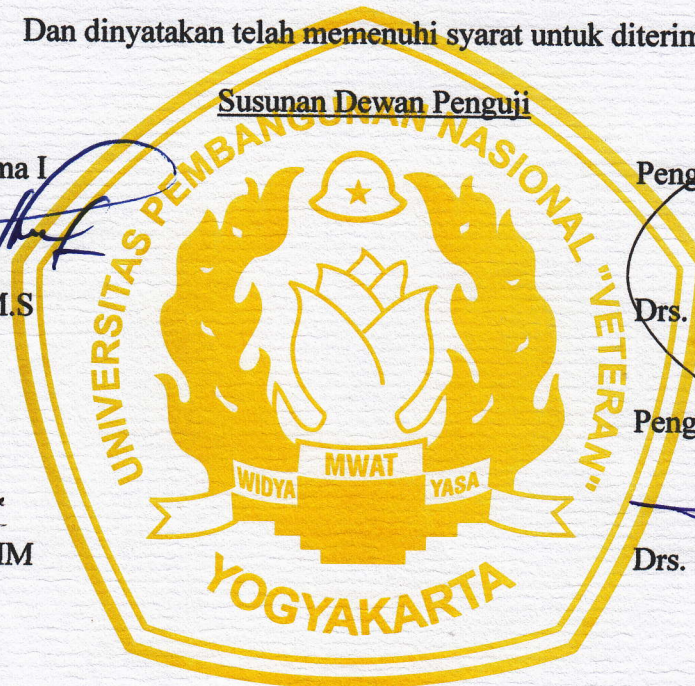 Dan dinyatakan telah memenuhi syarat untuk diterim
Susunan Dewan Penguji
ma I
Peng
M.S
Drs.
Peng
MM
Drs.
UNIVERSITAS PEMBANGUNAN NASIONAL "VETERAN"
WIDYA MWAT YASA
YOGYAKARTA